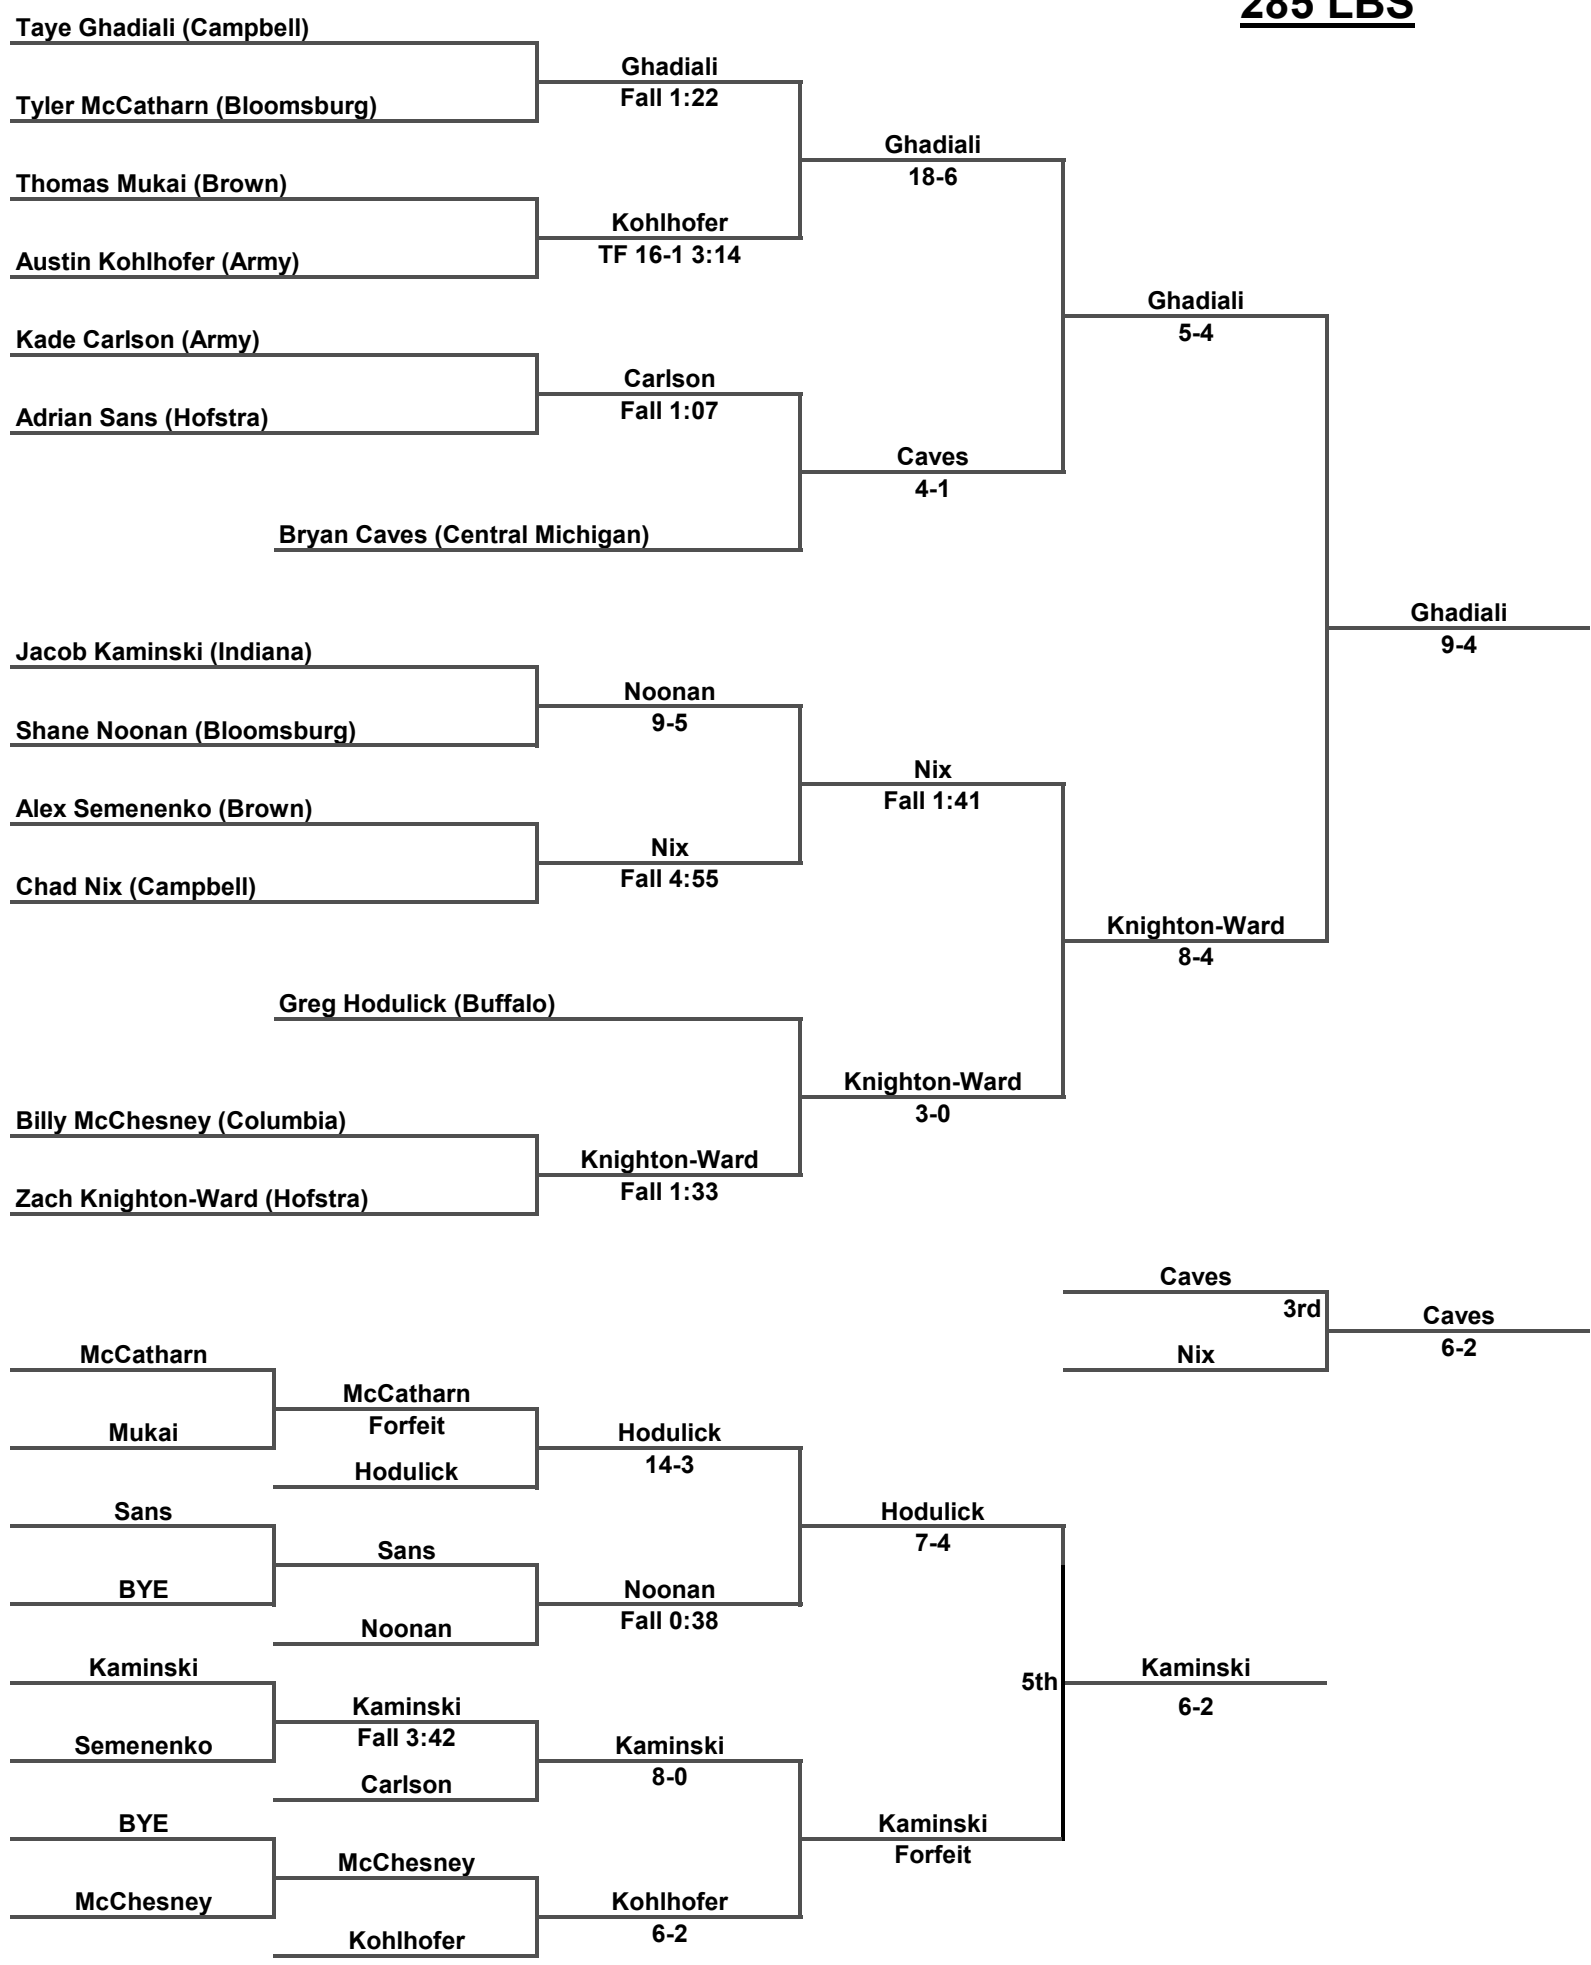 285 LBS
Taye Ghadiali (Campbell)
Ghadiali
Fall 1:22
Tyler McCatharn (Bloomsburg)
Ghadiali
18-6
Thomas Mukai (Brown)
Kohlhofer
TF 16-1 3:14
Austin Kohlhofer (Army)
Ghadiali
5-4
Kade Carlson (Army)
Carlson
Fall 1:07
Adrian Sans (Hofstra)
Caves
4-1
Bryan Caves (Central Michigan)
Ghadiali
9-4
Jacob Kaminski (Indiana)
Noonan
9-5
Shane Noonan (Bloomsburg)
Nix
Fall 1:41
Alex Semenenko (Brown)
Nix
Fall 4:55
Chad Nix (Campbell)
Knighton-Ward
8-4
Greg Hodulick (Buffalo)
Knighton-Ward
3-0
Billy McChesney (Columbia)
Knighton-Ward
Fall 1:33
Zach Knighton-Ward (Hofstra)
Caves
3rd
Caves
6-2
Nix
McCatharn
McCatharn
Forfeit
Mukai
Hodulick
14-3
Hodulick
Sans
Hodulick
7-4
Sans
BYE
Noonan
Fall 0:38
Noonan
Kaminski
5th
Kaminski
6-2
Kaminski
Fall 3:42
Semenenko
Kaminski
8-0
Carlson
BYE
Kaminski
Forfeit
McChesney
McChesney
Kohlhofer
6-2
Kohlhofer